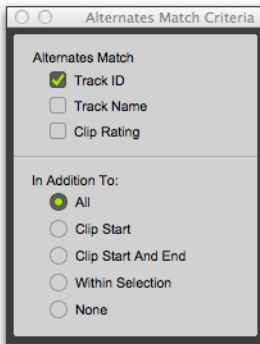 Alternates Match Criteria
Alternates Match
Track ID
Track Name
Clip Rating
In Addition To:
All
Clip Start
Clip Start And End
Within Selection
None